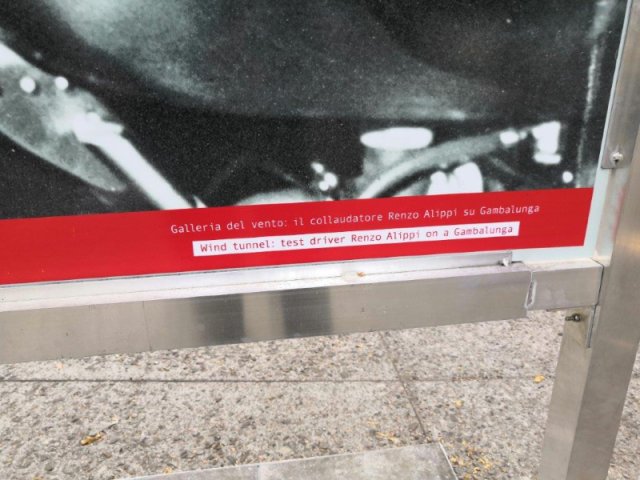 Galleria del vento: il collaudatore Renzo Alippi su Gambalunga
Wind tunnel: test driver Renzo Alippi on a Gambalunga